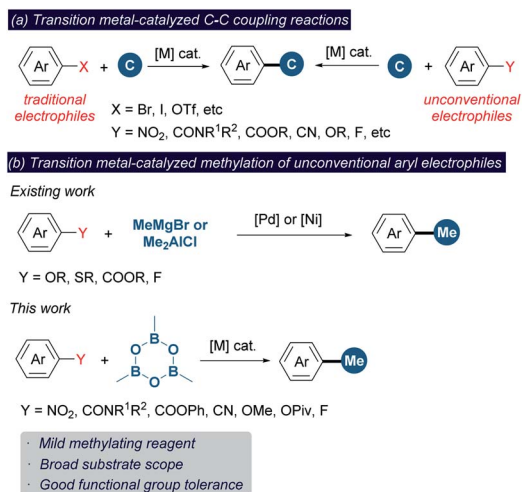 (a) Transition metal-catalyzed C-C coupling reactions
Ar X + C [M] cat. Ar C [M] cat. C + Ar Y
traditional electrophiles
unconventional electrophiles
X = Br, I, OTf, etc
Y = NO₂, CONR¹R², COOR, CN, OR, F, etc
(b) Transition metal-catalyzed methylation of unconventional aryl electrophiles
Existing work
Ar Y + MeMgBr or Me₂AlCl [Pd] or [Ni] Ar Me
Y = OR, SR, COOR, F
This work
Ar Y + B O B O B O [M] cat. Ar Me
Y = NO₂, CONR¹R², COOPh, CN, OMe, OPiv, F
· Mild methylating reagent
· Broad substrate scope
· Good functional group tolerance